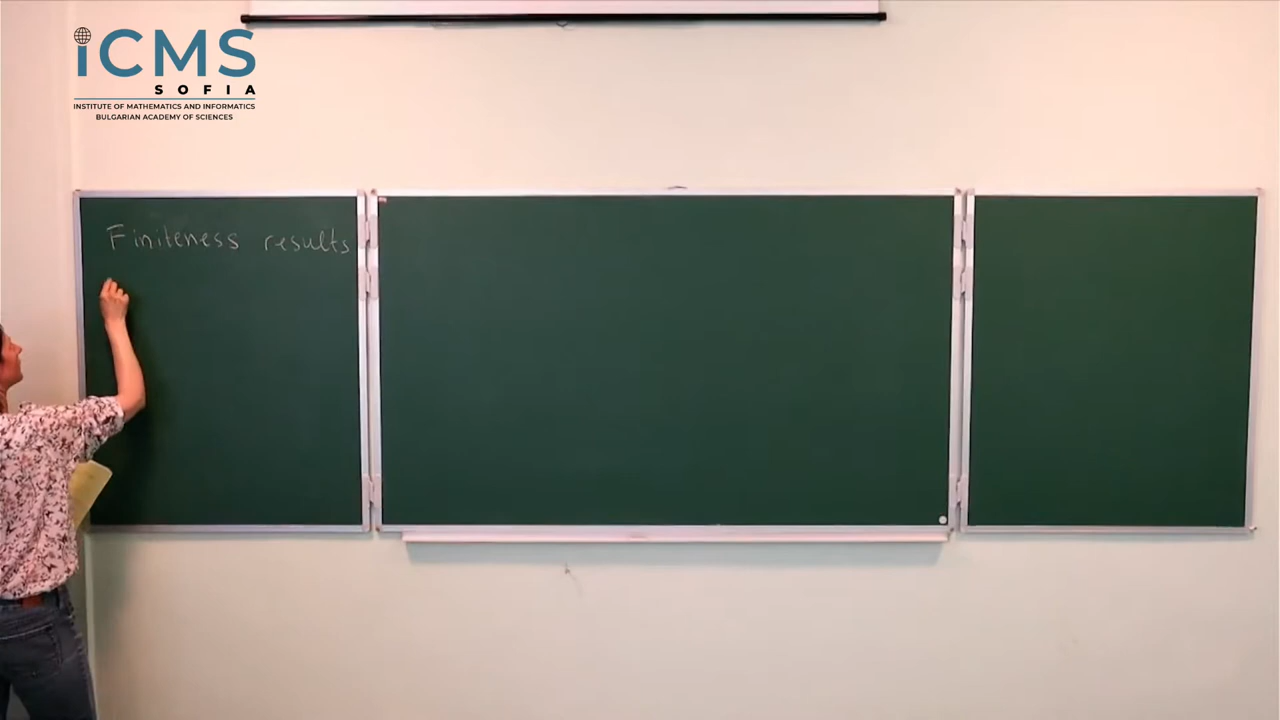 iCMS
SOFIA
INSTITUTE OF MATHEMATICS AND INFORMATICS
BULGARIAN ACADEMY OF SCIENCES
Finiteness results